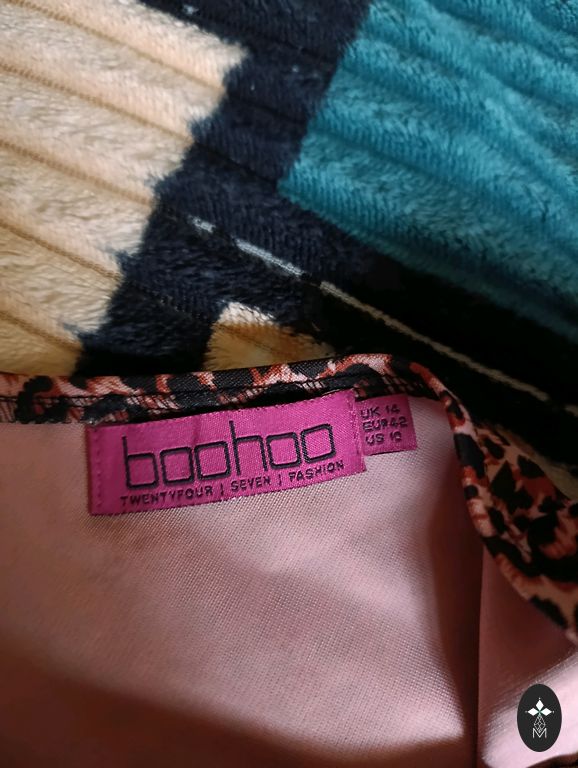 boohoo
TWENTYFOUR | SEVEN | FASHION
UK 14
EUR 42
US 10
M